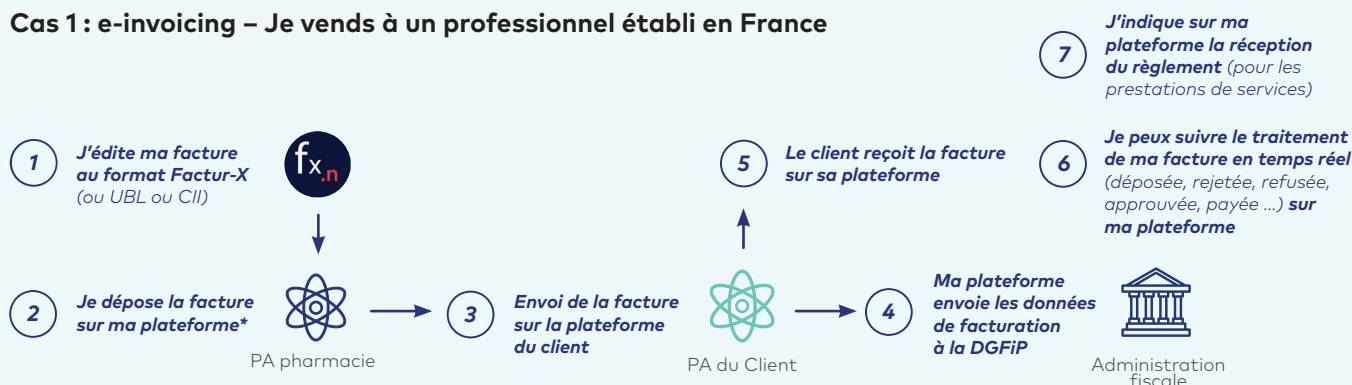 Cas 1 : e-invoicing – Je vends à un professionnel établi en France
1
J'édite ma facture
au format Factur-X
(ou UBL ou CII)
fx.n
2
Je dépose la facture
sur ma plateforme*
PA pharmacie
3
Envoi de la facture
sur la plateforme
du client
PA du Client
4
Ma plateforme
envoie les données
de facturation
à la DGFiP
Administration
fiscale
5
Le client reçoit la facture
sur sa plateforme
6
Je peux suivre le traitement
de ma facture en temps réel
(déposée, rejetée, refusée,
approuvée, payée ...) sur
ma plateforme
7
J'indique sur ma
plateforme la réception
du règlement (pour les
prestations de services)